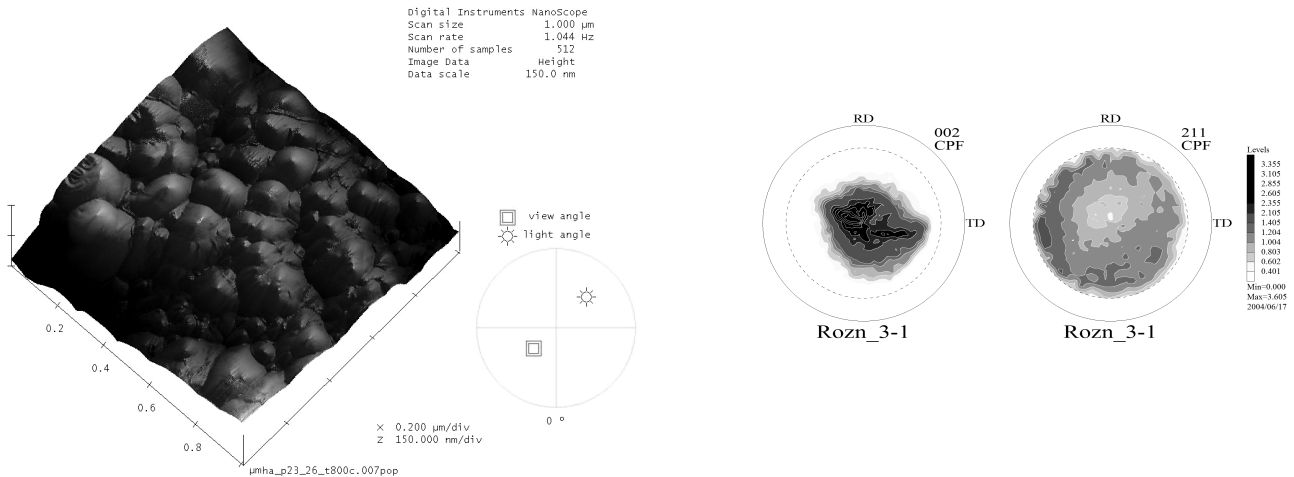 Digital Instruments NanoScope
Scan size 1.000 µm
Scan rate 1.044 Hz
Number of samples 512
Image Data Height
Data scale 150.0 nm
view angle
light angle
0 º
0.2
0.4
0.6
0.8
X 0.200 µm/div
Z 150.000 nm/div
µmha_p23_26_t800c.007pop
RD
002
CPF
TD
Rozn_3-1
RD
211
CPF
TD
Rozn_3-1
Levels
3.355
3.105
2.855
2.605
2.355
2.105
1.405
1.204
1.004
0.803
0.602
0.401
Min=0.000
Max=3.605
2004/06/17